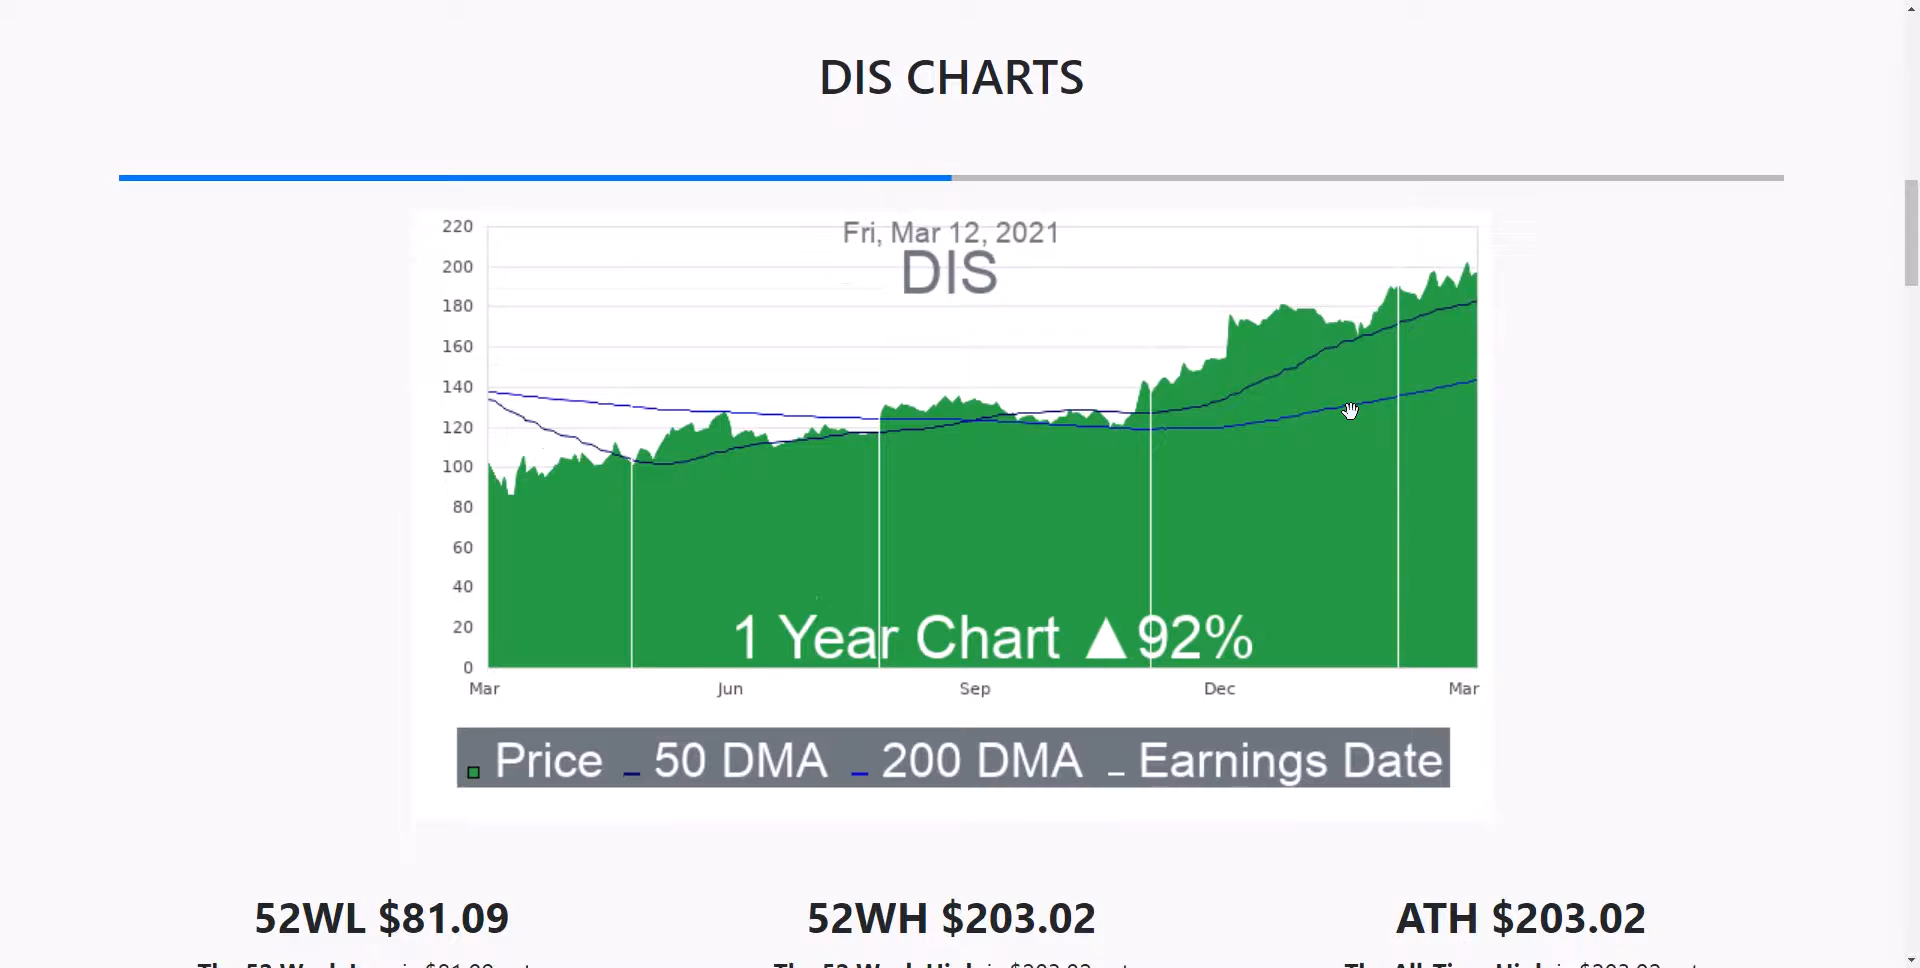 DIS CHARTS
Fri, Mar 12, 2021
DIS
220
200
180
160
140
120
100
80
60
40
20
0
1 Year Chart ▲92%
Mar Jun Sep Dec Mar
Price 50 DMA 200 DMA Earnings Date
52WL $81.09 52WH $203.02 ATH $203.02